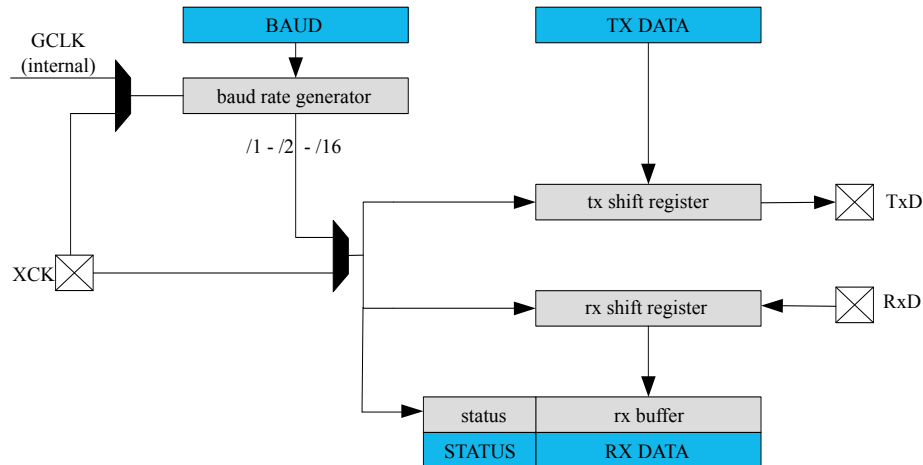 BAUD
TX DATA
GCLK
(internal)
baud rate generator
/1 - /2 - /16
tx shift register
TxD
XCK
rx shift register
RxD
status
rx buffer
STATUS
RX DATA